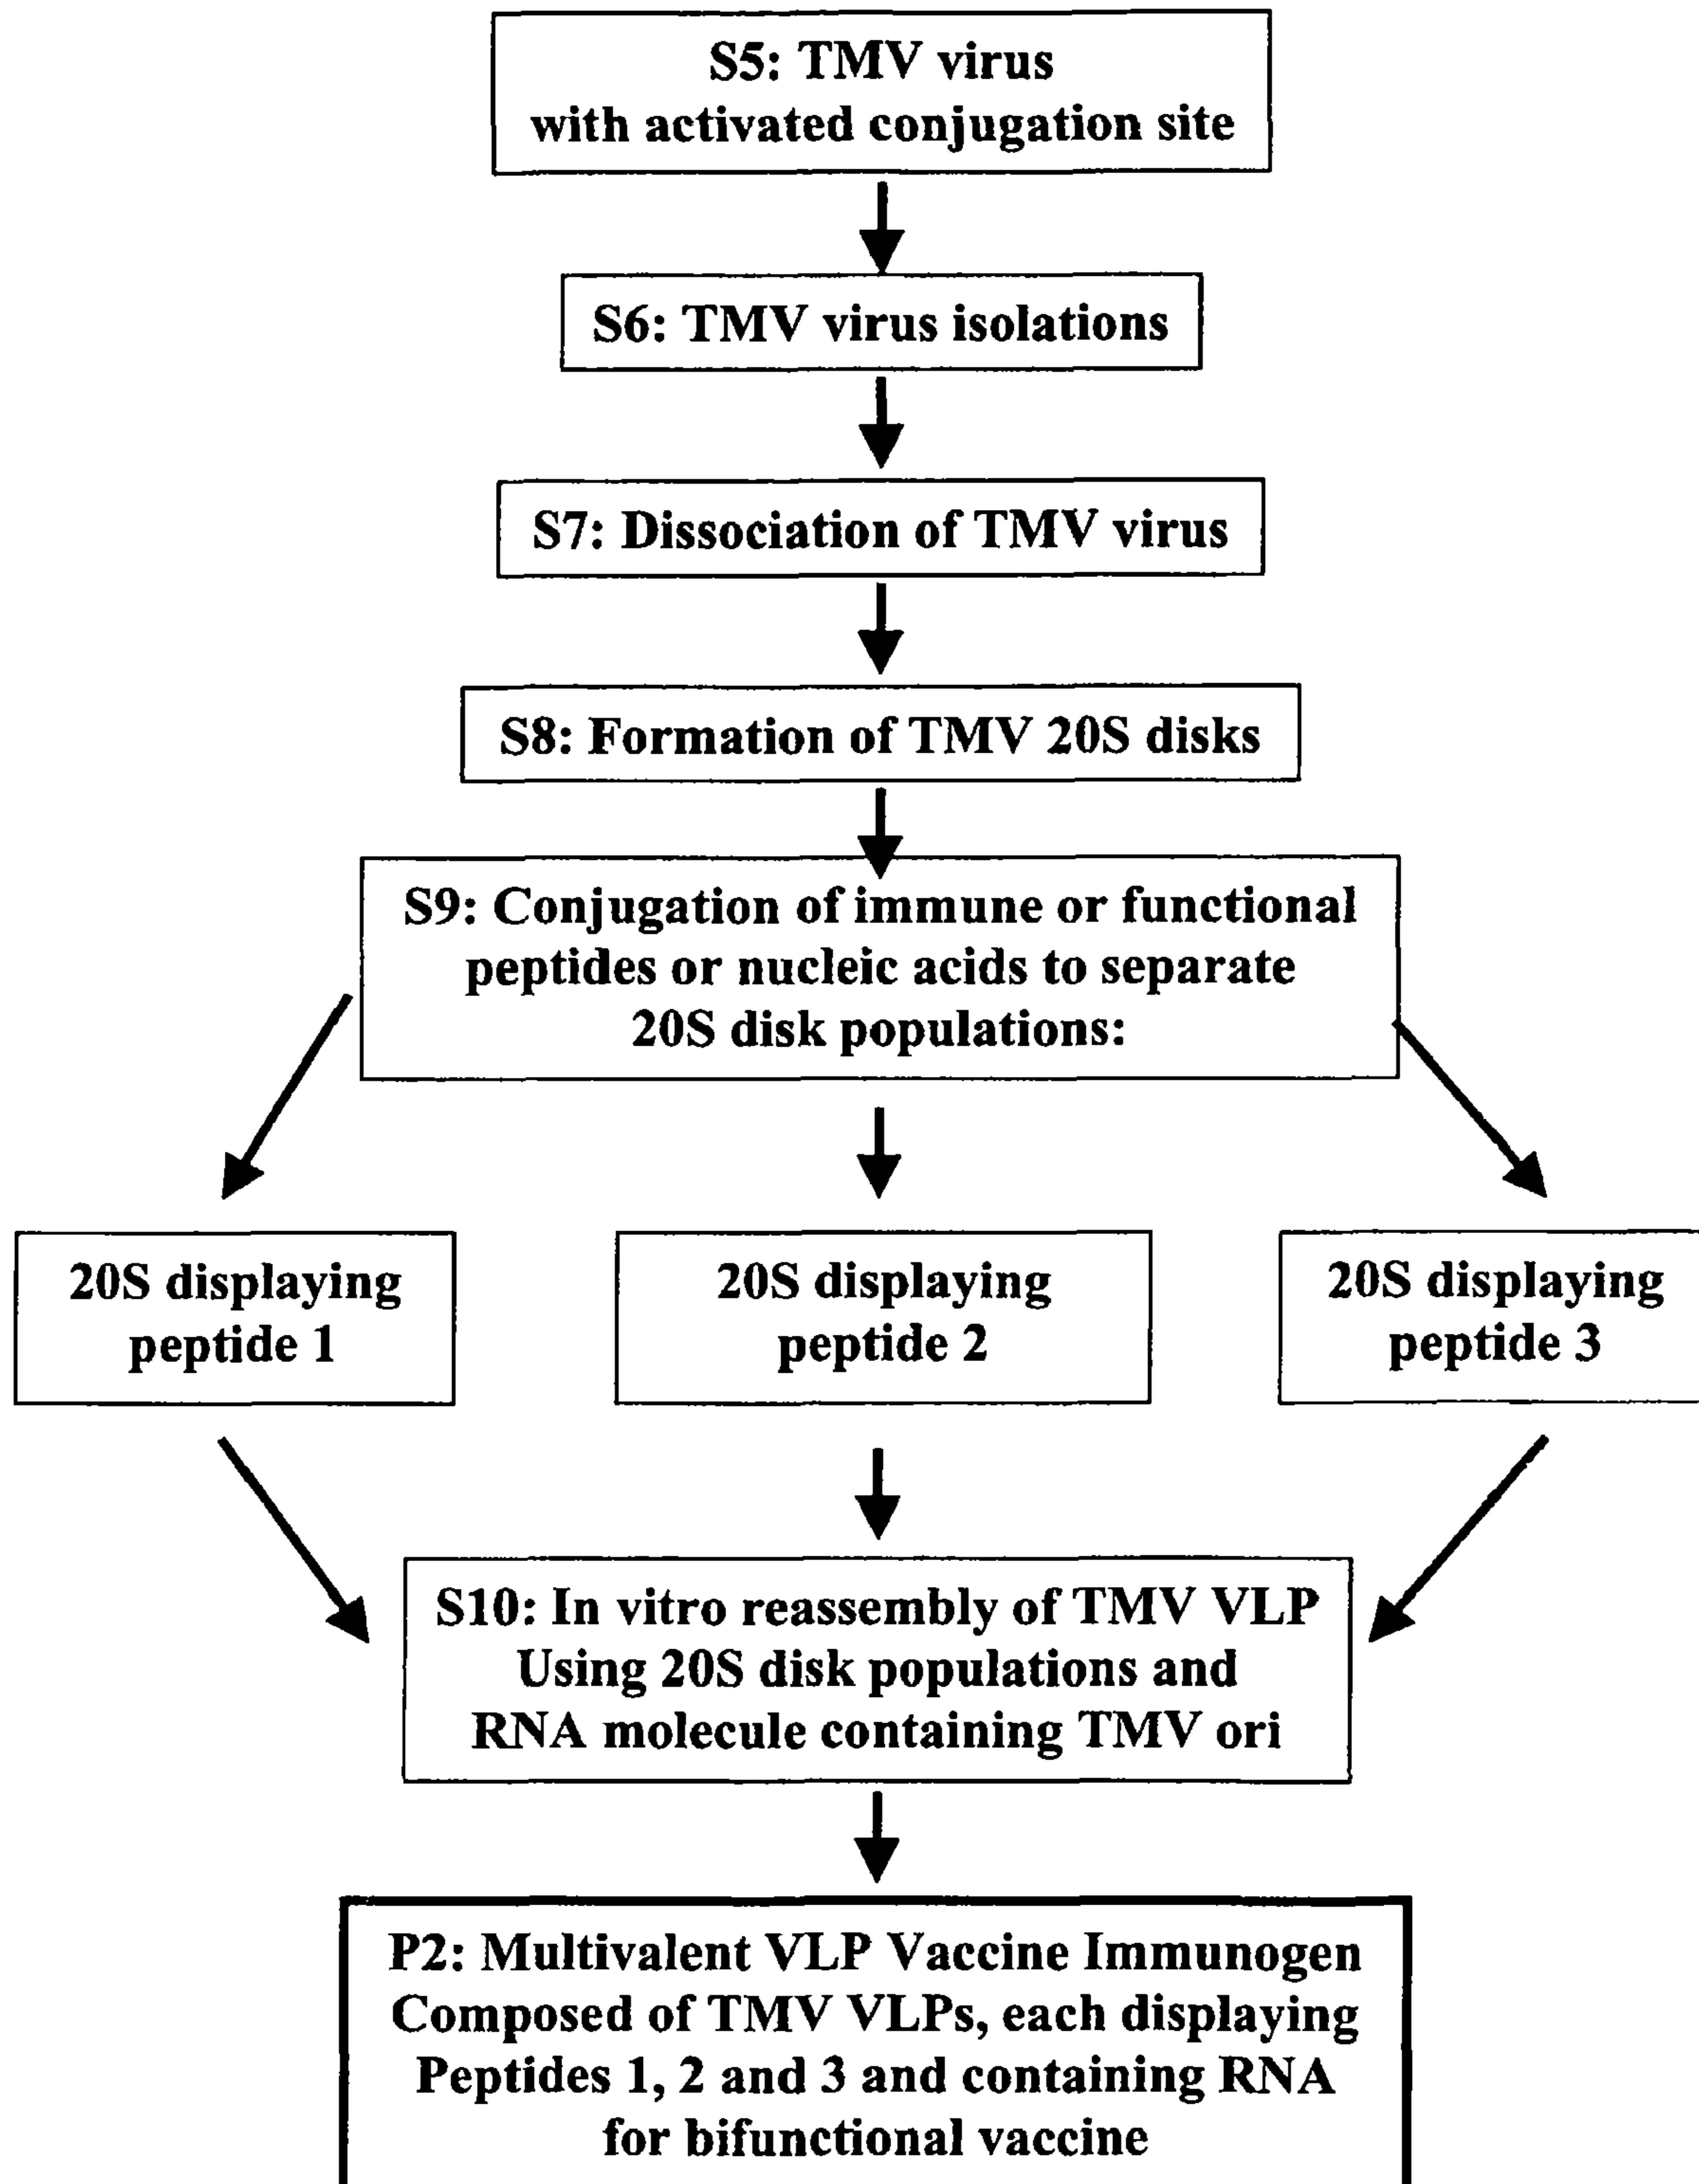 S5: TMV virus
with activated conjugation site
S6: TMV virus isolations
S7: Dissociation of TMV virus
S8: Formation of TMV 20S disks
S9: Conjugation of immune or functional
peptides or nucleic acids to separate
20S disk populations:
20S displaying
peptide 1
20S displaying
peptide 2
20S displaying
peptide 3
S10: In vitro reassembly of TMV VLP
Using 20S disk populations and
RNA molecule containing TMV ori
P2: Multivalent VLP Vaccine Immunogen
Composed of TMV VLPs, each displaying
Peptides 1, 2 and 3 and containing RNA
for bifunctional vaccine